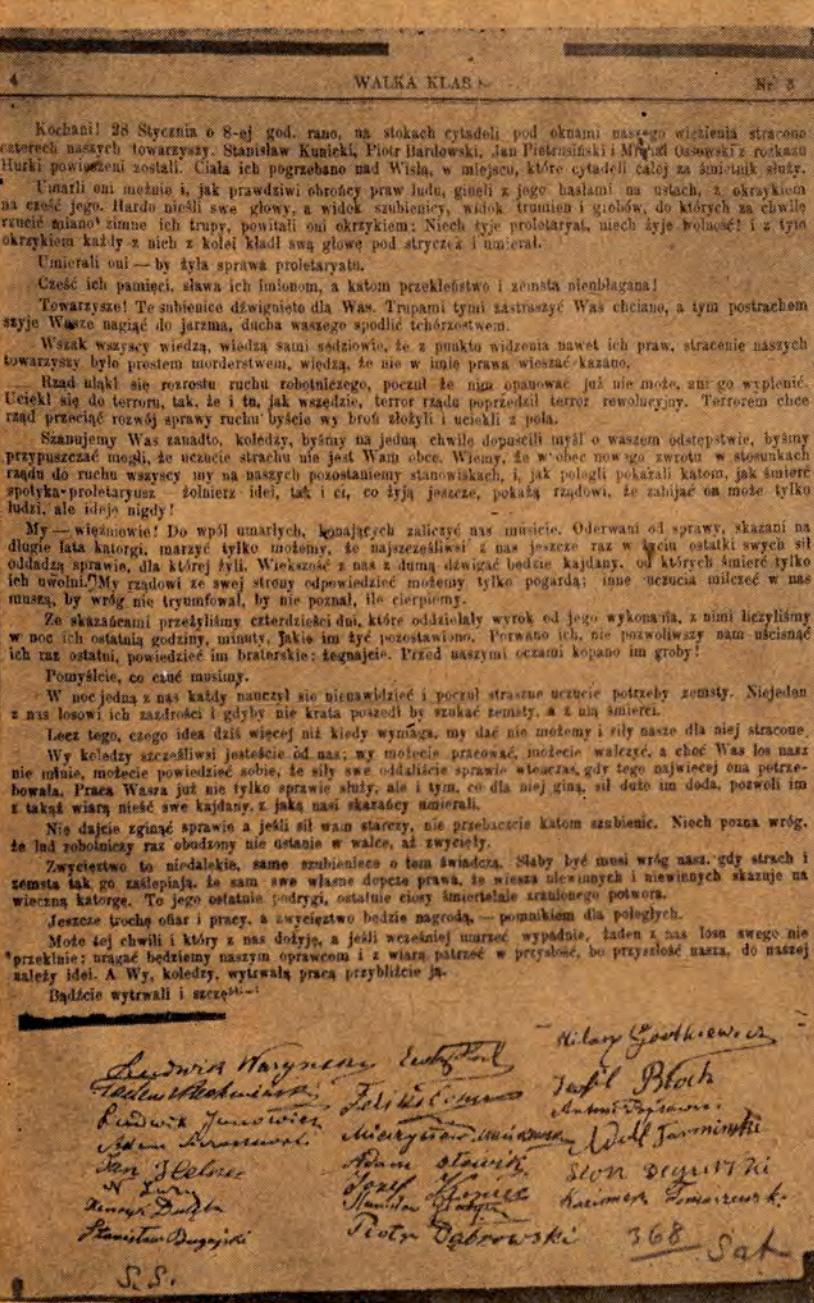 4 WALKA KLAS Nr. 5
Kochani! 28 Stycznia o 8-ej god. rano, na stokach cytadeli pod oknami naszego więzienia stracono
czterech naszych towarzyszy. Stanisław Kunicki, Piotr Bardowski, Jan Pietrusiński i Michał Ossowski z rozkazu
Hurki powieszeni zostali. Ciała ich pogrzebano nad Wisłą, w miejscu, które cytadeli całej za śmietnik służy.
Umarli oni mężnie i, jak prawdziwi obrońcy praw ludu, ginęli z jego hasłami na ustach, z okrzykiem
na cześć jego. Hardo nieśli swe głowy, a widok szubienicy, widok trumien i grobów, do których za chwilę
rzucić miano zimne ich trupy, powitali oni okrzykiem: Niech żyje proletaryat, niech żyje wolność! i z tym
okrzykiem każdy z nich z kolei kładł swą głowę pod stryczek i umierał.
Umierali oni — by żyła sprawa proletaryatu.
Cześć ich pamięci, sława ich imionom, a katom przekleństwo i zemsta nieubłagana!
Towarzysze! Te szubienice dźwignięto dla Was. Trupami tymi zastraszyć Was chciano, a tym postrachem
szyje Wasze nagiąć do jarzma, ducha waszego spodlić tchórzostwem.
Wszak wszyscy wiedzą, wiedzą sami sędziowie, że z punktu widzenia nawet ich praw, stracenie naszych
towarzyszy było prostem morderstwem, wiedzą, że nie w imię prawa wieszać kazano.
Rząd uląkł się rozrostu ruchu robotniczego, poczuł że nim opanować już nie może, ani go wyplenić.
Uciekł się do terroru, tak, że i tu, jak wszędzie, terror rządu poprzedził terror rewolucyjny. Terrorem chce
rząd przeciąć rozwój sprawy ruchu byście wy broń złożyli i uciekli z pola.
Szanujemy Was zanadto, koledzy, byśmy na jedną chwilę dopuścili myśl o waszem odstępstwie, byśmy
przypuszczać mogli, że uczucie strachu nie jest Wam obce. Wiemy, że w obec nowego zwrotu w stosunkach
rządu do ruchu wszyscy my na naszych pozostaniemy stanowiskach, i, jak polegli pokazali katom, jak śmierć
spotyka proletaryusz żołnierz idei, tak i ci, co żyją jeszcze, pokażą rządowi, że zabijać on może tylko
ludzi, ale ideję nigdy!
My — więźniowie! Do wpół umarłych, konających zaliczyć nas musicie. Oderwani od sprawy, skazani na
długie lata katorgi, marzyć tylko możemy, że najszczęśliwsi z nas jeszcze raz w życiu ostatki swych sił
oddadzą sprawie, dla której żyli. Większość z nas z dumą dźwigać będzie kajdany, od których śmierć tylko
ich uwolni. My rządowi ze swej strony odpowiedzieć możemy tylko pogardą; inne uczucia milczeć w nas
muszą, by wróg nie tryumfował, by nie poznał, ile cierpiemy.
Ze skazańcami przeżyliśmy czterdzieści dni, które oddzielały wyrok od jego wykonania, z nimi liczyliśmy
w noc ich ostatnią godziny, minuty, jakie im żyć pozostawiono. Porwano ich, nie pozwoliwszy nam uścisnąć
ich raz ostatni, powiedzieć im braterskie: żegnajcie. Przed naszymi oczami kopano im groby!
Pomyślcie, co czuć musimy.
W noc jedną z nas każdy nauczył się nienawidzieć i poczuł straszne uczucie potrzeby zemsty. Niejeden
z nas losowi ich zazdrości i gdyby nie krata poszedł by szukać zemsty, a z nią śmierci.
Lecz tego, czego idea dziś więcej niż kiedy wymaga, my dać nie możemy i siły nasze dla niej stracone.
Wy koledzy szczęśliwsi jesteście od nas; wy możecie pracować, możecie walczyć, a choć Was los nasz
nie minie, możecie powiedzieć sobie, że siły swe oddaliście sprawie wtenczas, gdy tego najwięcej ona potrze-
bowała. Praca Wasza już nie tylko sprawie służy, ale i tym, co dla niej giną, sił dużo im doda, pozwoli im
z takąż wiarą nieść swe kajdany, z jaką nasi skazańcy umierali.
Nie dajcie zginąć sprawie a jeśli sił wam starczy, nie przebaczcie katom szubienic. Niech pozna wróg,
że lud robotniczy raz obudzony nie ustanie w walce, aż zwycięży.
Zwycięztwo to niedalekie, same szubienice o tem świadczą. Słaby być musi wróg nasz, gdy strach i
zemsta tak go zaślepiają, że sam swe własne depcze prawa, że wiesza niewinnych i niewinnych skazuje na
wieczną katorgę. To jego ostatnie podrygi, ostatnie ciosy śmiertelnie zranionego potwora.
Jeszcze trochę ofiar i pracy, a zwycięztwo będzie nagrodą, — pomnikiem dla poległych.
Może tej chwili i który z nas dożyje, a jeśli wcześniej umrzeć wypadnie, żaden z nas losu swego nie
przeklnie; urągać będziemy naszym oprawcom i z wiarą patrzeć w przyszłość, bo przyszłość nasza, do naszej
należy idei. A Wy, koledzy, wytrwałą pracą przybliżcie ją.
Bądźcie wytrwali i
Hilary Gostkiewicz
Ludwik Waryński
Józef Bloch
Ludwik Janowicz
Mieczysław
Adam Sławik
Jan Helner
Słon
Henryk Dulęba
Kazimierz Tomaszewski
Stanisław Bugajski Piotr Dąbrowski 368
S. S.